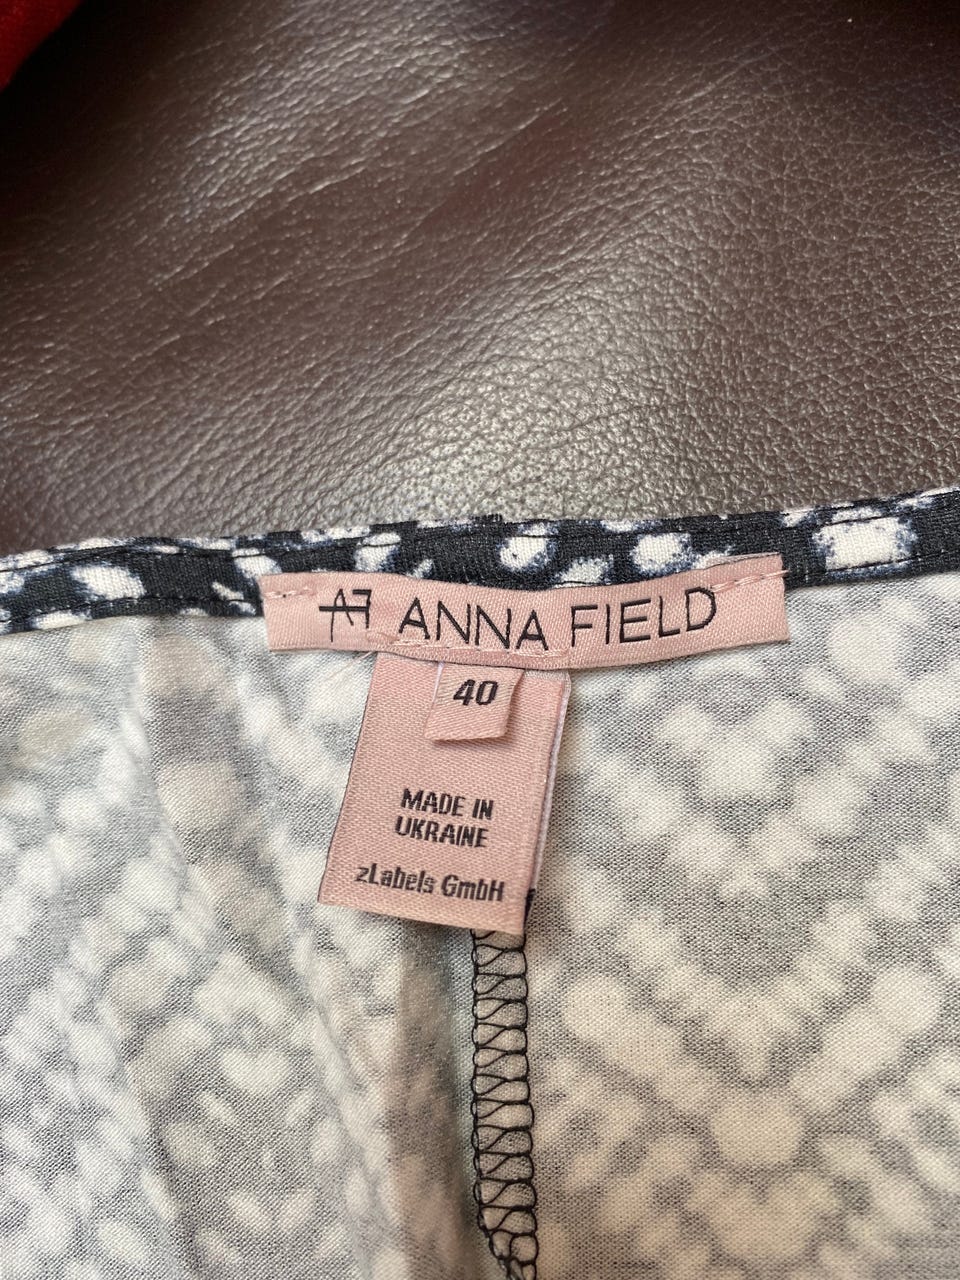 AF ANNA FIELD
40
MADE IN
UKRAINE
zLabels GmbH